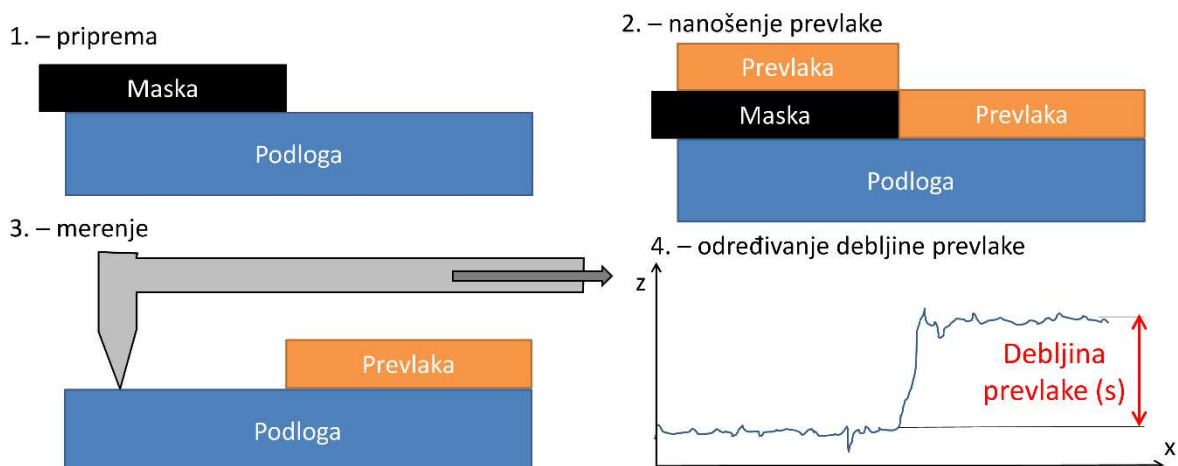 1. – priprema
Maska
Podloga
2. – nanošenje prevlake
Prevlaka
Maska
Prevlaka
Podloga
3. – merenje
Prevlaka
Podloga
4. – određivanje debljine prevlake
z
Debljina
prevlake (s)
x